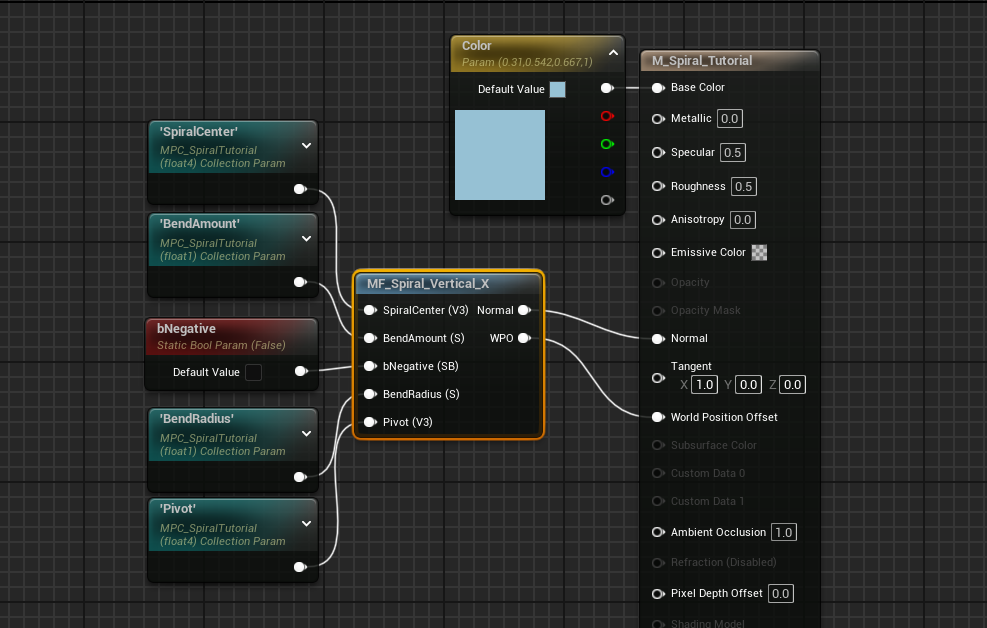 Color
Param (0.31,0.542,0.667,1)
Default Value
M_Spiral_Tutorial
Base Color
Metallic 0.0
Specular 0.5
Roughness 0.5
Anisotropy 0.0
Emissive Color
Opacity
Opacity Mask
Normal
Tangent
X 1.0 Y 0.0 Z 0.0
World Position Offset
Subsurface Color
Custom Data 0
Custom Data 1
Ambient Occlusion 1.0
Refraction (Disabled)
Pixel Depth Offset 0.0
Shading Model
'SpiralCenter'
MPC_SpiralTutorial
(float4) Collection Param
'BendAmount'
MPC_SpiralTutorial
(float1) Collection Param
bNegative
Static Bool Param (False)
Default Value
'BendRadius'
MPC_SpiralTutorial
(float1) Collection Param
'Pivot'
MPC_SpiralTutorial
(float4) Collection Param
MF_Spiral_Vertical_X
SpiralCenter (V3) Normal
BendAmount (S) WPO
bNegative (SB)
BendRadius (S)
Pivot (V3)